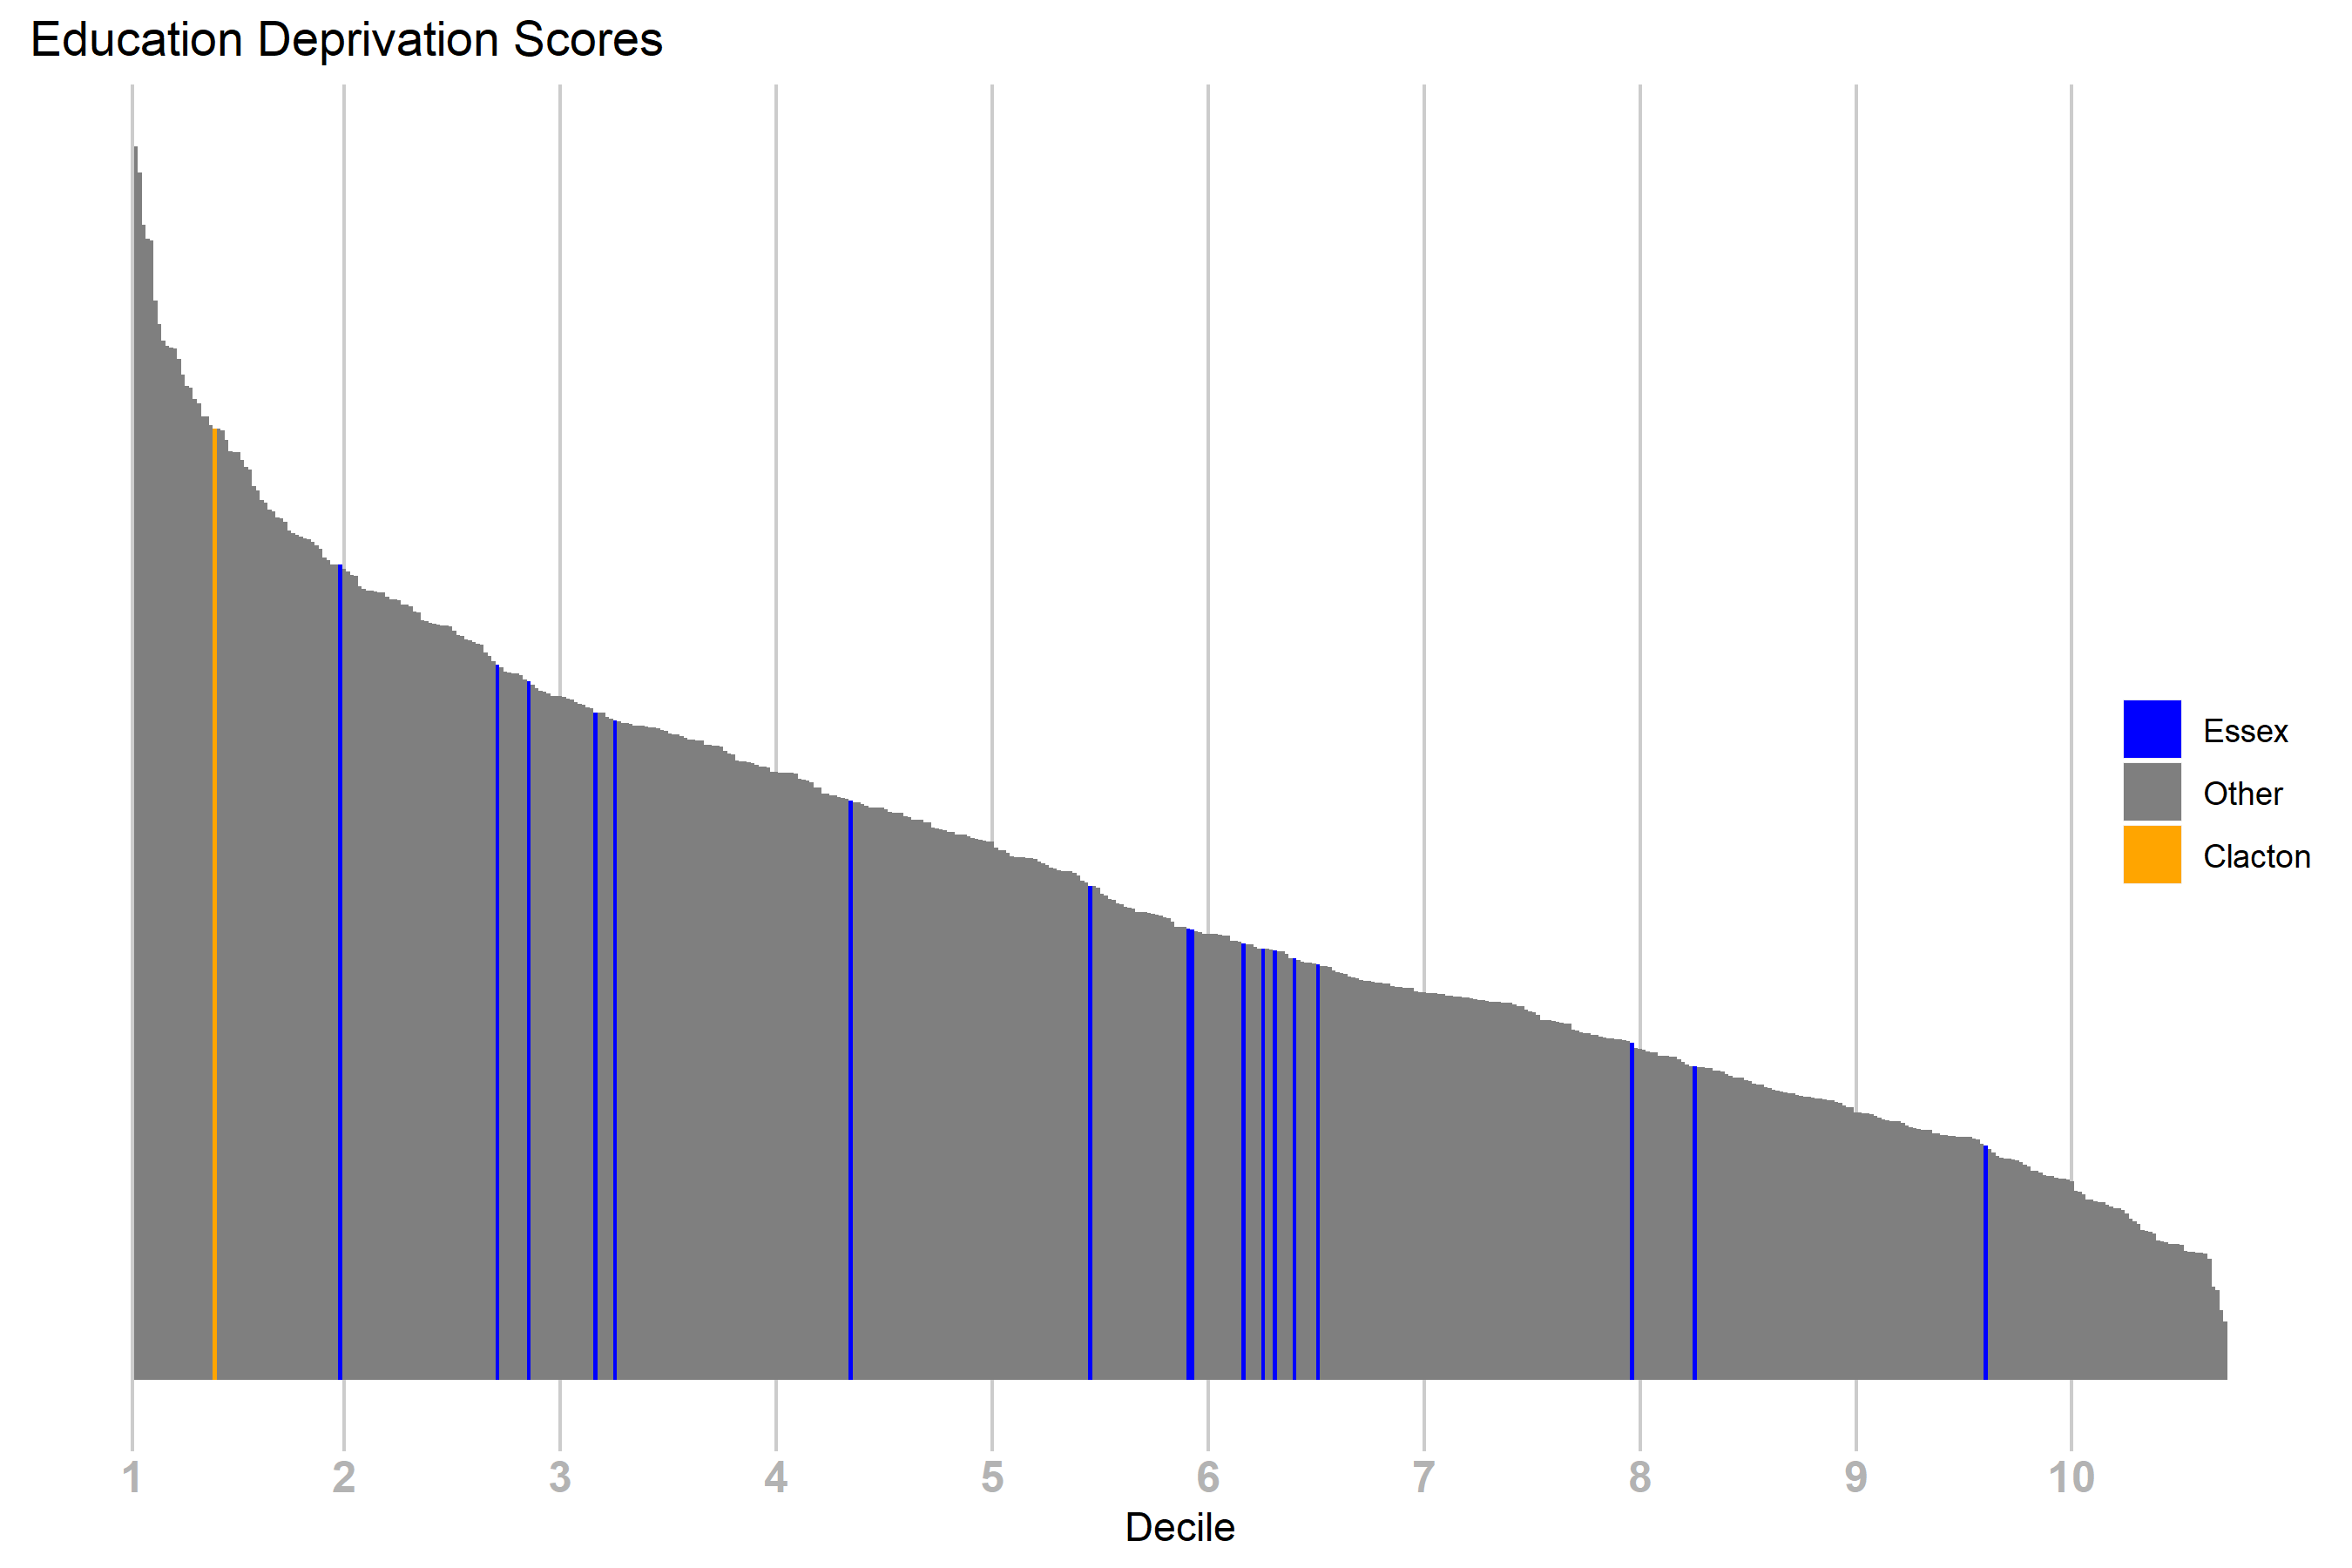 Education Deprivation Scores
Essex
Other
Clacton
1 2 3 4 5 6 7 8 9 10
Decile